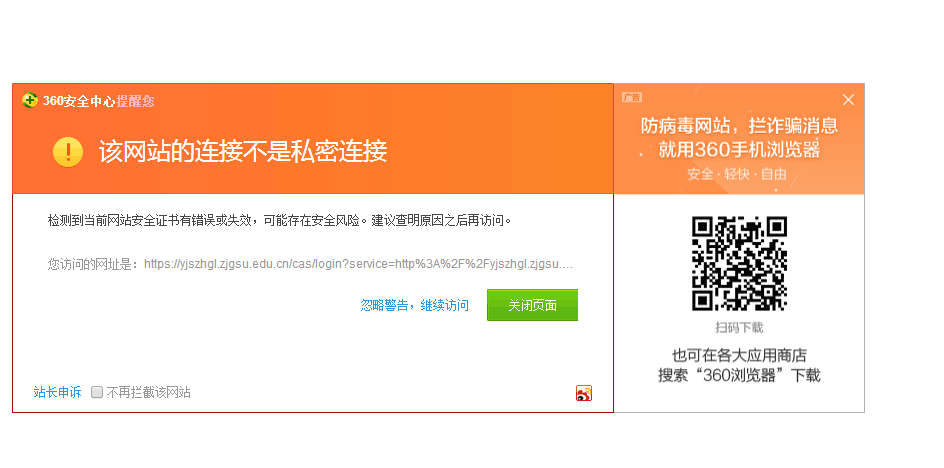 360安全中心提醒您
该网站的连接不是私密连接
检测到当前网站安全证书有错误或失效，可能存在安全风险。建议查明原因之后再访问。
您访问的网址是：https://yjszhgl.zjgsu.edu.cn/cas/login?service=http%3A%2F%2Fyjszhgl.zjgsu....
忽略警告，继续访问
关闭页面
站长申诉
不再拦截该网站
广告
防病毒网站，拦诈骗消息
就用360手机浏览器
安全·轻快·自由
扫码下载
也可在各大应用商店
搜索“360浏览器”下载